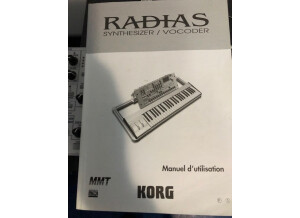 RADIAS
SYNTHESIZER / VOCODER
Manuel d'utilisation
MMT
KORG